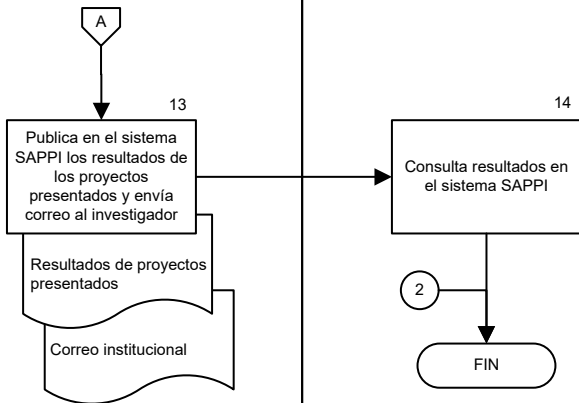 A
13
Publica en el sistema
SAPPI los resultados de
los proyectos
presentados y envía
correo al investigador
Resultados de proyectos
presentados
Correo institucional
14
Consulta resultados en
el sistema SAPPI
2
FIN